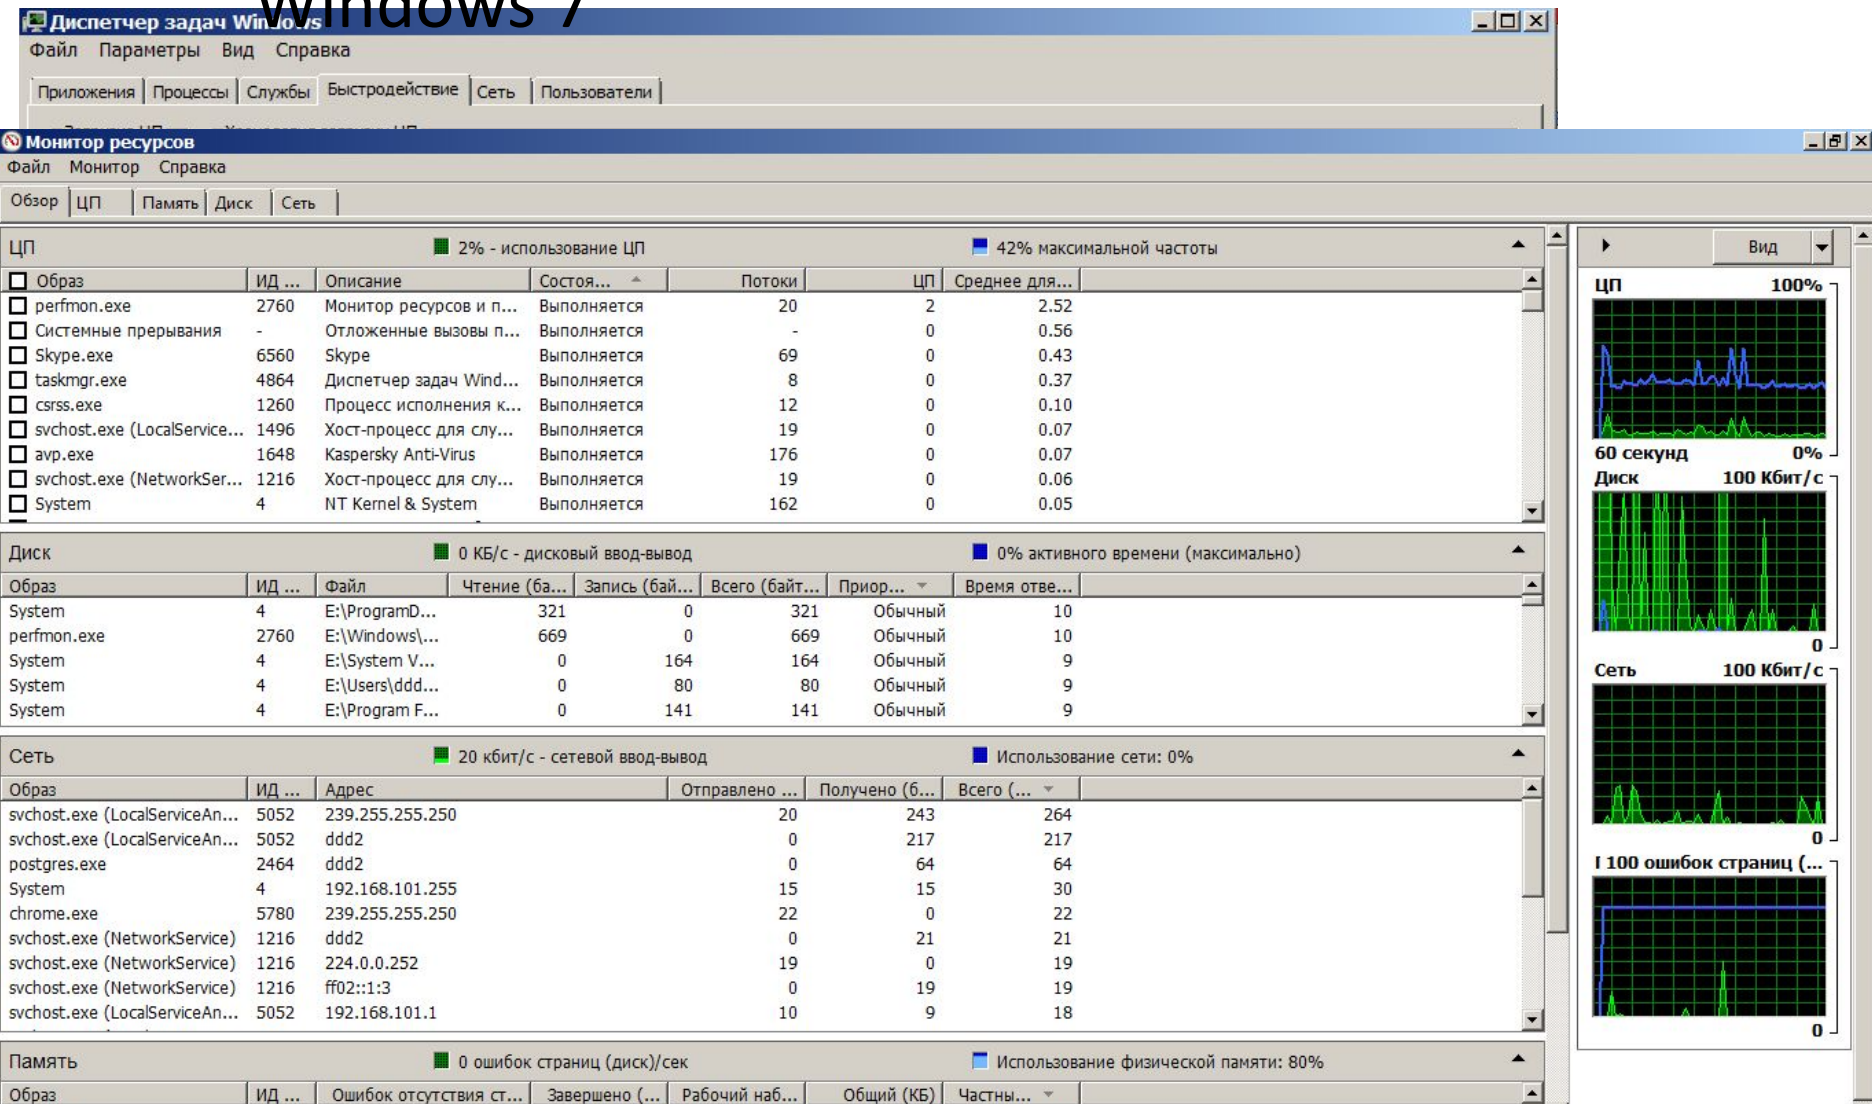 Windows 7
Диспетчер задач Windows
Файл Параметры Вид Справка
Приложения Процессы Службы Быстродействие Сеть Пользователи
Монитор ресурсов
Файл Монитор Справка
Обзор ЦП Память Диск Сеть
ЦП 2% - использование ЦП 42% максимальной частоты
Образ ИД ... Описание Состоя... Потоки ЦП Среднее для...
perfmon.exe 2760 Монитор ресурсов и п... Выполняется 20 2 2.52
Системные прерывания - Отложенные вызовы п... Выполняется - 0 0.56
Skype.exe 6560 Skype Выполняется 69 0 0.43
taskmgr.exe 4864 Диспетчер задач Wind... Выполняется 8 0 0.37
csrss.exe 1260 Процесс исполнения к... Выполняется 12 0 0.10
svchost.exe (LocalService... 1496 Хост-процесс для слу... Выполняется 19 0 0.07
avp.exe 1648 Kaspersky Anti-Virus Выполняется 176 0 0.07
svchost.exe (NetworkSer... 1216 Хост-процесс для слу... Выполняется 19 0 0.06
System 4 NT Kernel & System Выполняется 162 0 0.05
Диск 0 КБ/с - дисковый ввод-вывод 0% активного времени (максимально)
Образ ИД ... Файл Чтение (ба... Запись (бай... Всего (байт... Приор... Время отве...
System 4 E:\ProgramD... 321 0 321 Обычный 10
perfmon.exe 2760 E:\Windows\... 669 0 669 Обычный 10
System 4 E:\System V... 0 164 164 Обычный 9
System 4 E:\Users\ddd... 0 80 80 Обычный 9
System 4 E:\Program F... 0 141 141 Обычный 9
Сеть 20 кбит/с - сетевой ввод-вывод Использование сети: 0%
Образ ИД ... Адрес Отправлено ... Получено (б... Всего (...
svchost.exe (LocalServiceAn... 5052 239.255.255.250 20 243 264
svchost.exe (LocalServiceAn... 5052 ddd2 0 217 217
postgres.exe 2464 ddd2 0 64 64
System 4 192.168.101.255 15 15 30
chrome.exe 5780 239.255.255.250 22 0 22
svchost.exe (NetworkService) 1216 ddd2 0 21 21
svchost.exe (NetworkService) 1216 224.0.0.252 19 0 19
svchost.exe (NetworkService) 1216 ff02::1:3 0 19 19
svchost.exe (LocalServiceAn... 5052 192.168.101.1 10 9 18
Память 0 ошибок страниц (диск)/сек Использование физической памяти: 80%
Образ ИД ... Ошибок отсутствия ст... Завершено (... Рабочий наб... Общий (КБ) Частны...
Вид
ЦП 100%
60 секунд 0%
Диск 100 Кбит/с
0
Сеть 100 Кбит/с
0
100 ошибок страниц (...
0